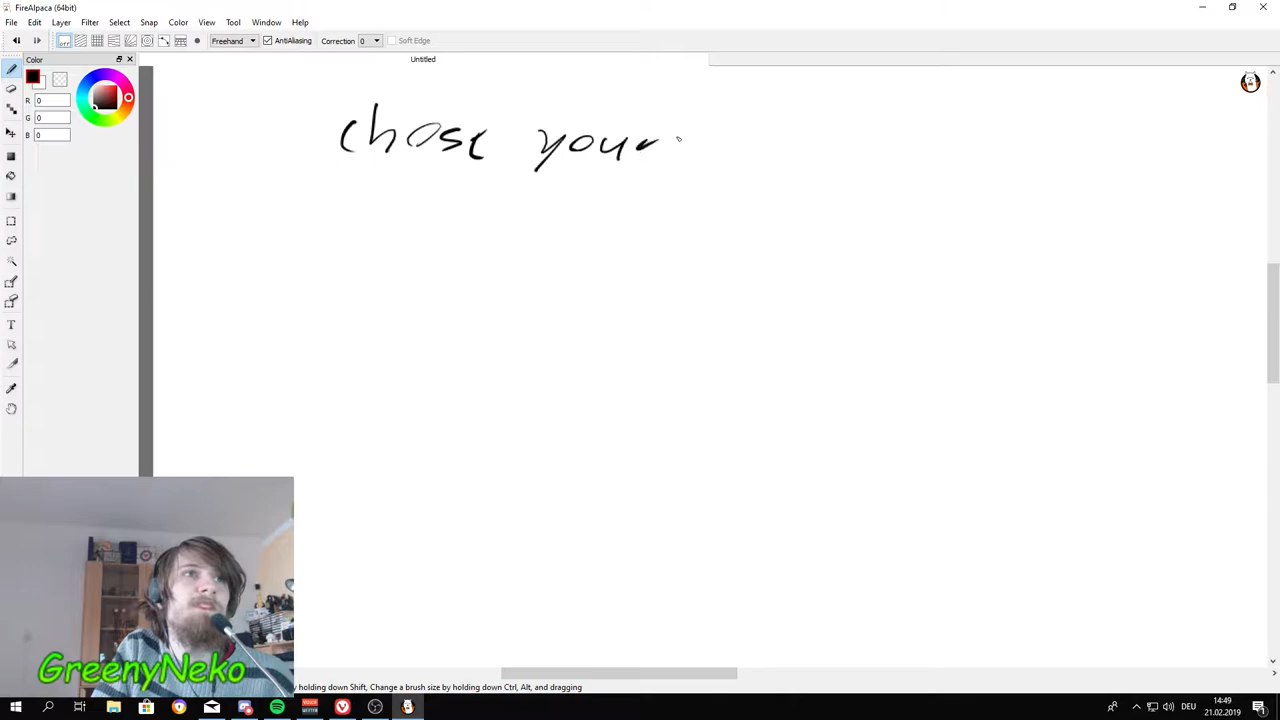 FireAlpaca (64bit)
File Edit Layer Filter Select Snap Color View Tool Window Help
off Freehand AntiAliasing Correction 0 Soft Edge
Color
Untitled
R 0
G 0
B 0
chose your
GreenyNeko
y holding down Shift, Change a brush size by holding down Ctrl, Alt, and dragging
DEU
14:49
21.02.2019